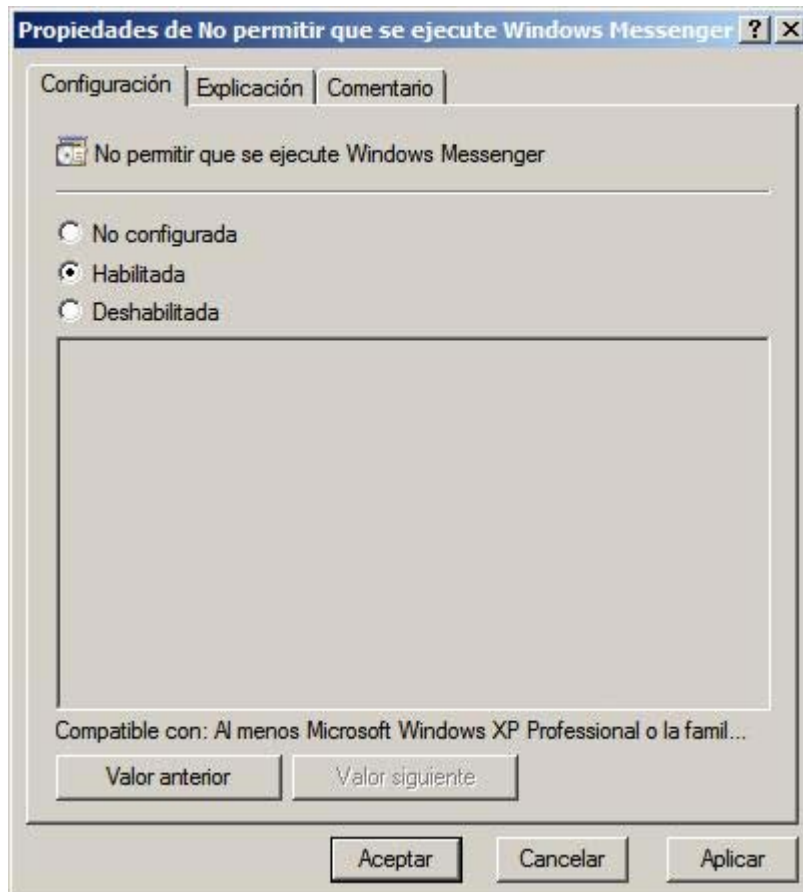 Propiedades de No permitir que se ejecute Windows Messenger
Configuración Explicación Comentario
No permitir que se ejecute Windows Messenger
No configurada
Habilitada
Deshabilitada
Compatible con: Al menos Microsoft Windows XP Professional o la famil...
Valor anterior Valor siguiente
Aceptar Cancelar Aplicar